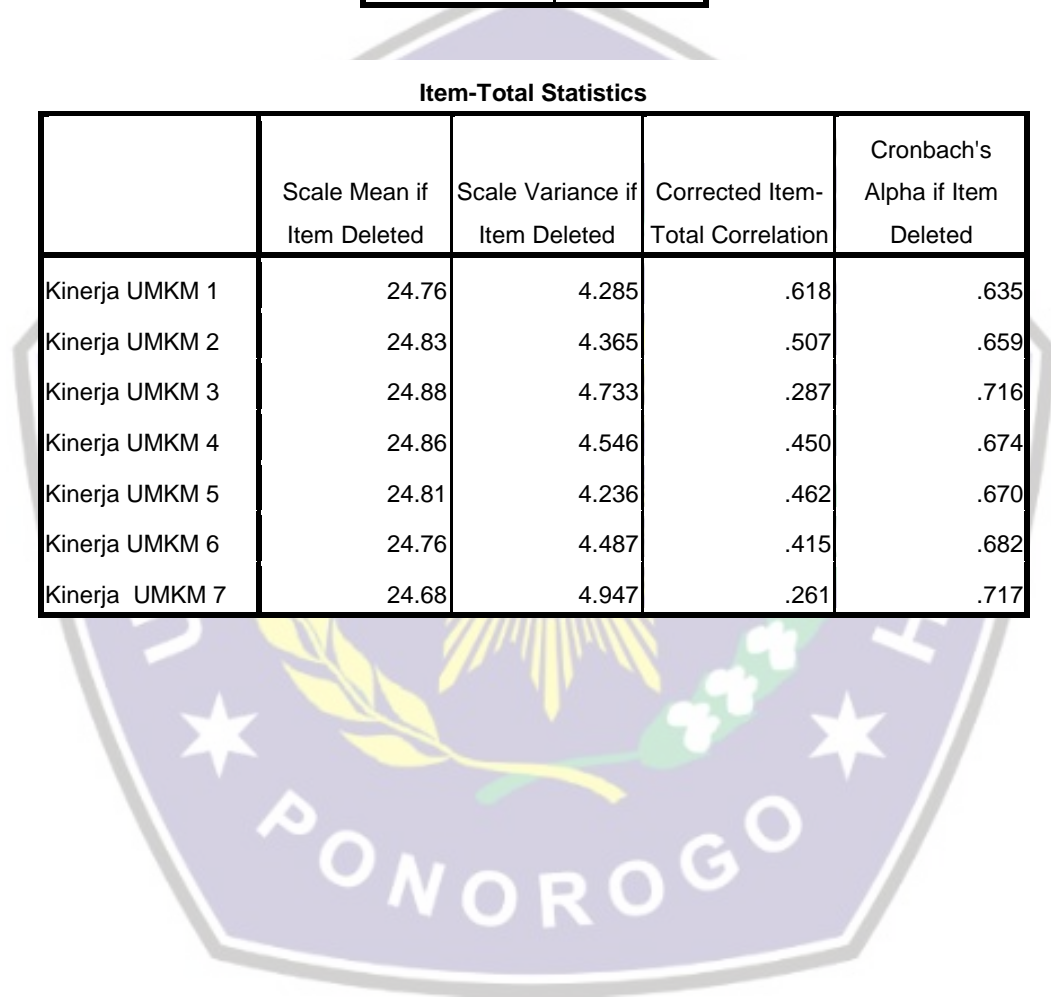 Item-Total Statistics
Scale Mean if Item Deleted Scale Variance if Item Deleted Corrected Item-Total Correlation Cronbach's Alpha if Item Deleted
Kinerja UMKM 1 24.76 4.285 .618 .635
Kinerja UMKM 2 24.83 4.365 .507 .659
Kinerja UMKM 3 24.88 4.733 .287 .716
Kinerja UMKM 4 24.86 4.546 .450 .674
Kinerja UMKM 5 24.81 4.236 .462 .670
Kinerja UMKM 6 24.76 4.487 .415 .682
Kinerja UMKM 7 24.68 4.947 .261 .717
PONOROGO